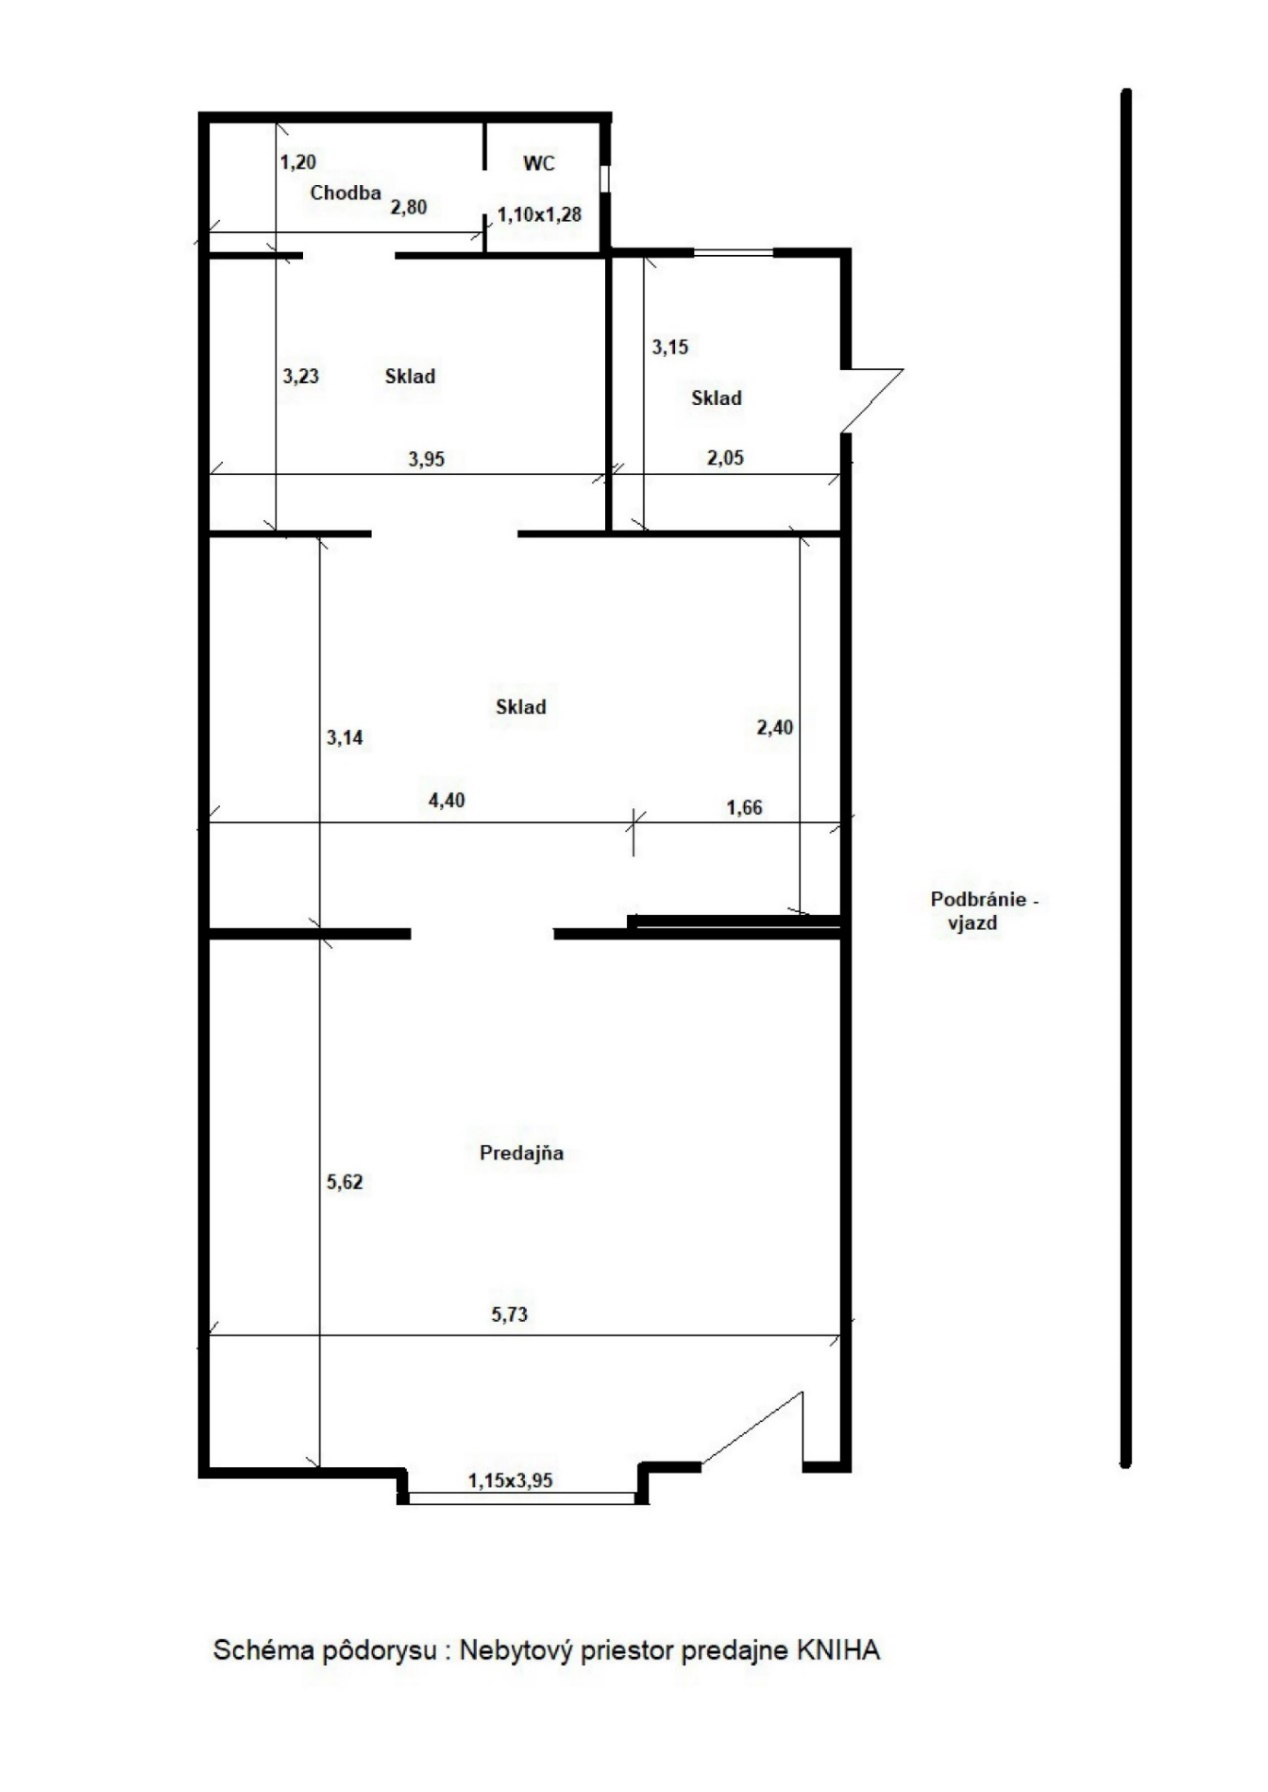 1,20
WC
Chodba
2,80
1,10x1,28
3,15
3,23
Sklad
Sklad
3,95
2,05
Sklad
2,40
3,14
4,40
1,66
Podbránie -
vjazd
Predajňa
5,62
5,73
1,15x3,95
Schéma pôdorysu : Nebytový priestor predajne KNIHA